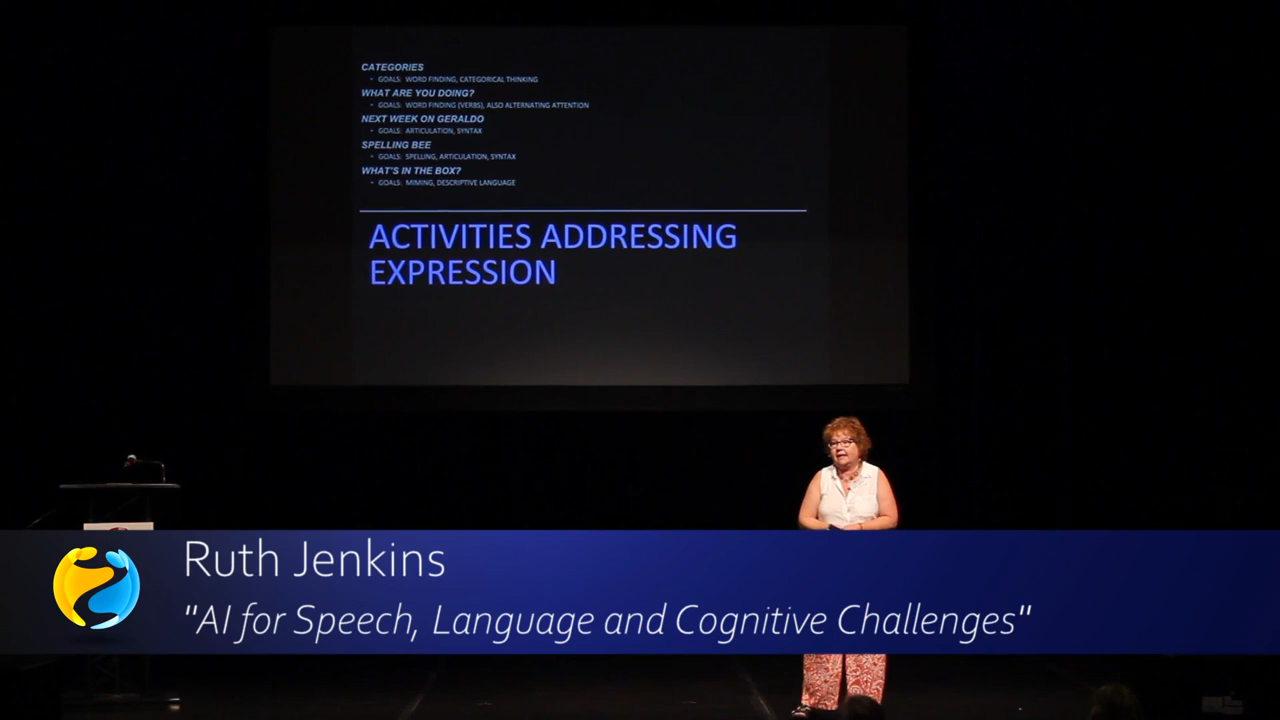 CATEGORIES
• GOALS: WORD FINDING, CATEGORICAL THINKING
WHAT ARE YOU DOING?
• GOALS: WORD FINDING (VERBS), ALSO ALTERNATING ATTENTION
NEXT WEEK ON GERALDO
• GOALS: ARTICULATION, SYNTAX
SPELLING BEE
• GOALS: SPELLING, ARTICULATION, SYNTAX
WHAT'S IN THE BOX?
• GOALS: MIMING, DESCRIPTIVE LANGUAGE
ACTIVITIES ADDRESSING
EXPRESSION
Ruth Jenkins
"AI for Speech, Language and Cognitive Challenges"